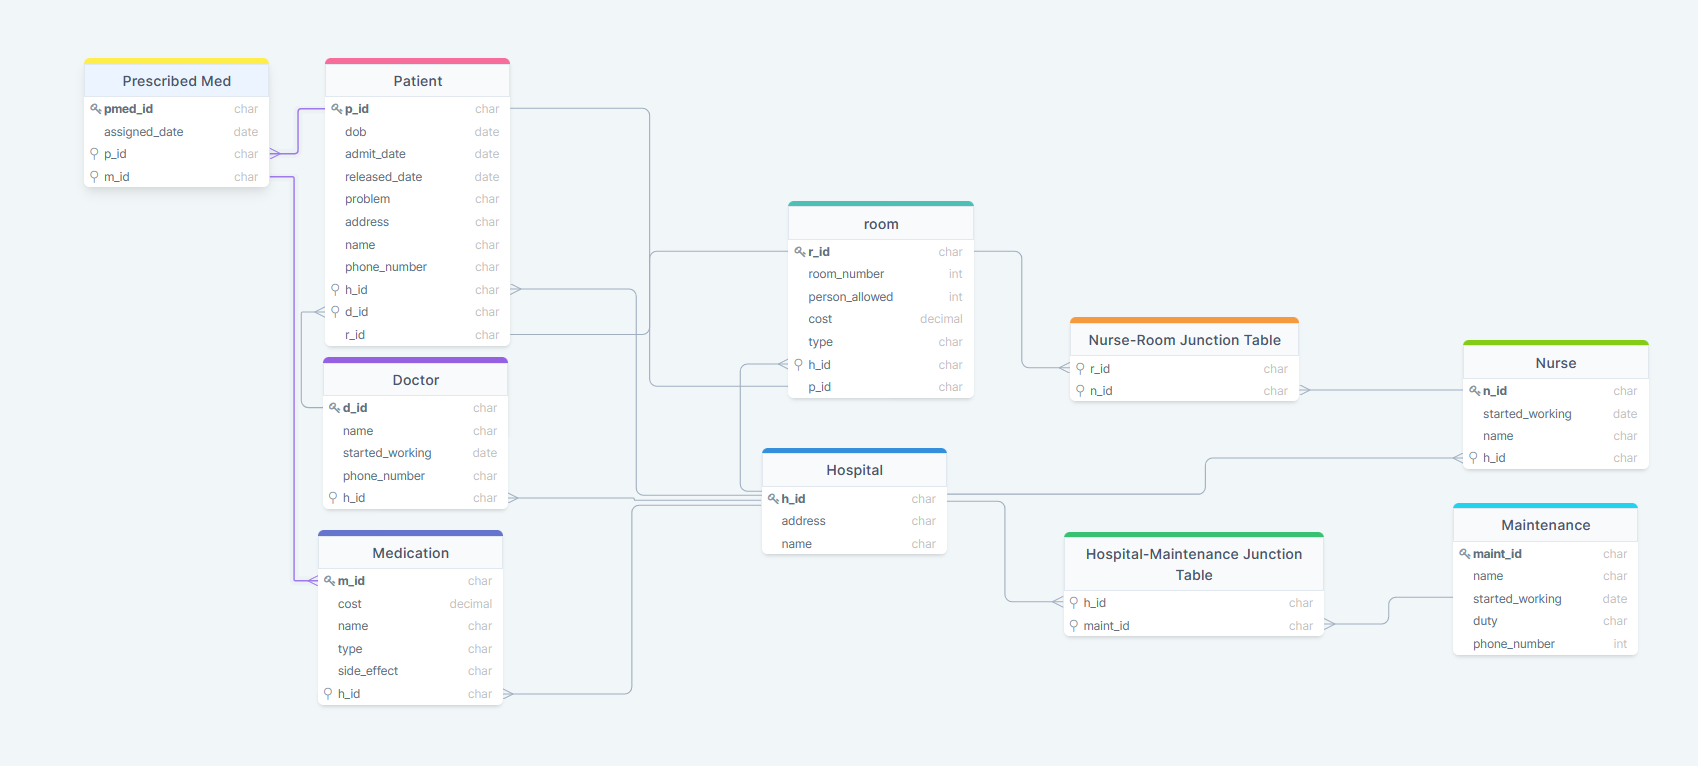 Prescribed Med
pmed_id char
assigned_date date
p_id char
m_id char
Patient
p_id char
dob date
admit_date date
released_date date
problem char
address char
name char
phone_number char
h_id char
d_id char
r_id char
Doctor
d_id char
name char
started_working date
phone_number char
h_id char
Medication
m_id char
cost decimal
name char
type char
side_effect char
h_id char
room
r_id char
room_number int
person_allowed int
cost decimal
type char
h_id char
p_id char
Hospital
h_id char
address char
name char
Nurse-Room Junction Table
r_id char
n_id char
Hospital-Maintenance Junction
Table
h_id char
maint_id char
Nurse
n_id char
started_working date
name char
h_id char
Maintenance
maint_id char
name char
started_working date
duty char
phone_number int